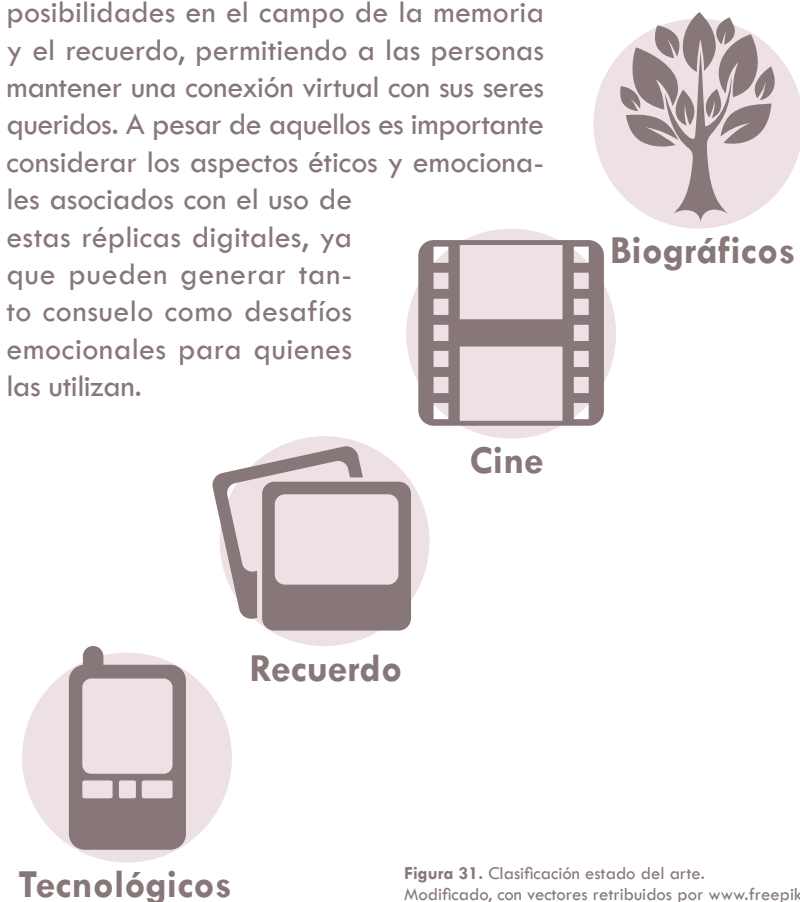 posibilidades en el campo de la memoria
y el recuerdo, permitiendo a las personas
mantener una conexión virtual con sus seres
queridos. A pesar de aquellos es importante
considerar los aspectos éticos y emociona-
les asociados con el uso de
estas réplicas digitales, ya
que pueden generar tan-
to consuelo como desafíos
emocionales para quienes
las utilizan.
Biográficos
Cine
Recuerdo
Tecnológicos
Figura 31. Clasificación estado del arte.
Modificado, con vectores retribuidos por www.freepik